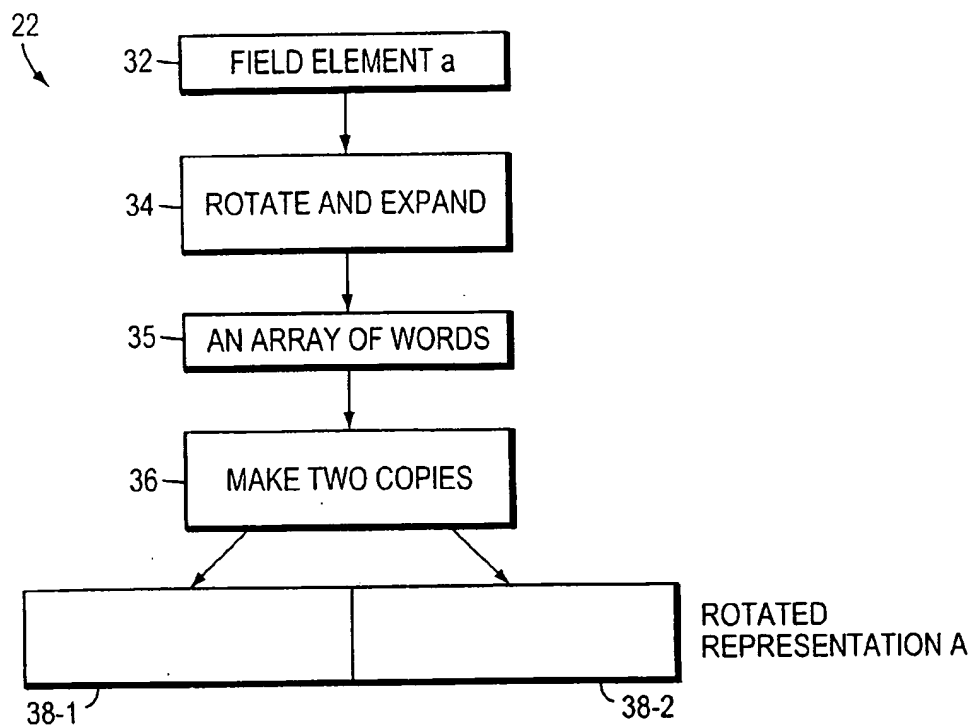 22
32
FIELD ELEMENT a
34
ROTATE AND EXPAND
35
AN ARRAY OF WORDS
36
MAKE TWO COPIES
ROTATED
REPRESENTATION A
38-1
38-2